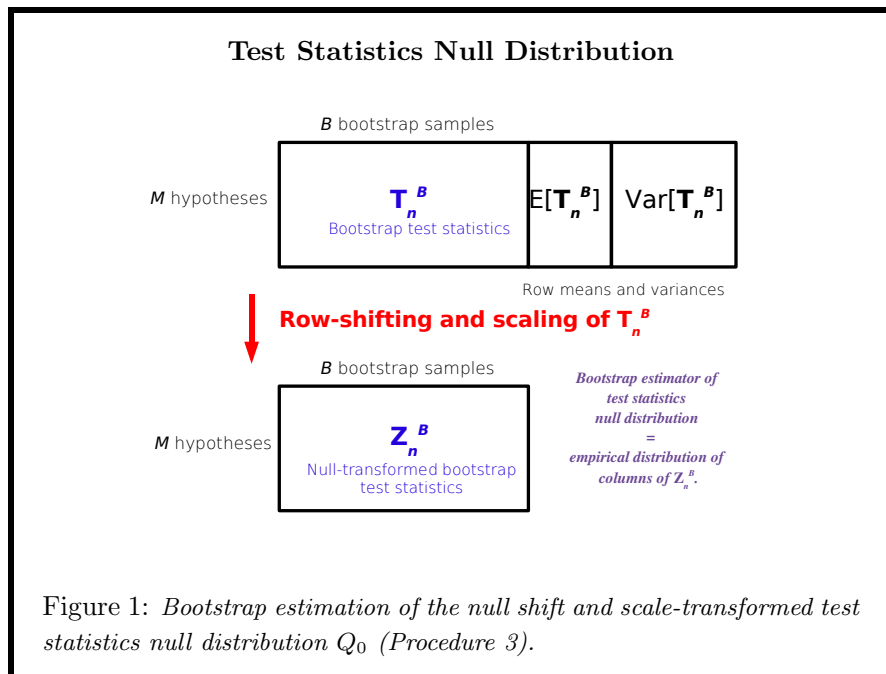 Test Statistics Null Distribution
B bootstrap samples
M hypotheses
T_n^B
Bootstrap test statistics
E[T_n^B]
Var[T_n^B]
Row means and variances
Row-shifting and scaling of T_n^B
B bootstrap samples
M hypotheses
Z_n^B
Null-transformed bootstrap
test statistics
Bootstrap estimator of
test statistics
null distribution
=
empirical distribution of
columns of Z_n^B.
Figure 1: Bootstrap estimation of the null shift and scale-transformed test
statistics null distribution Q_0 (Procedure 3).